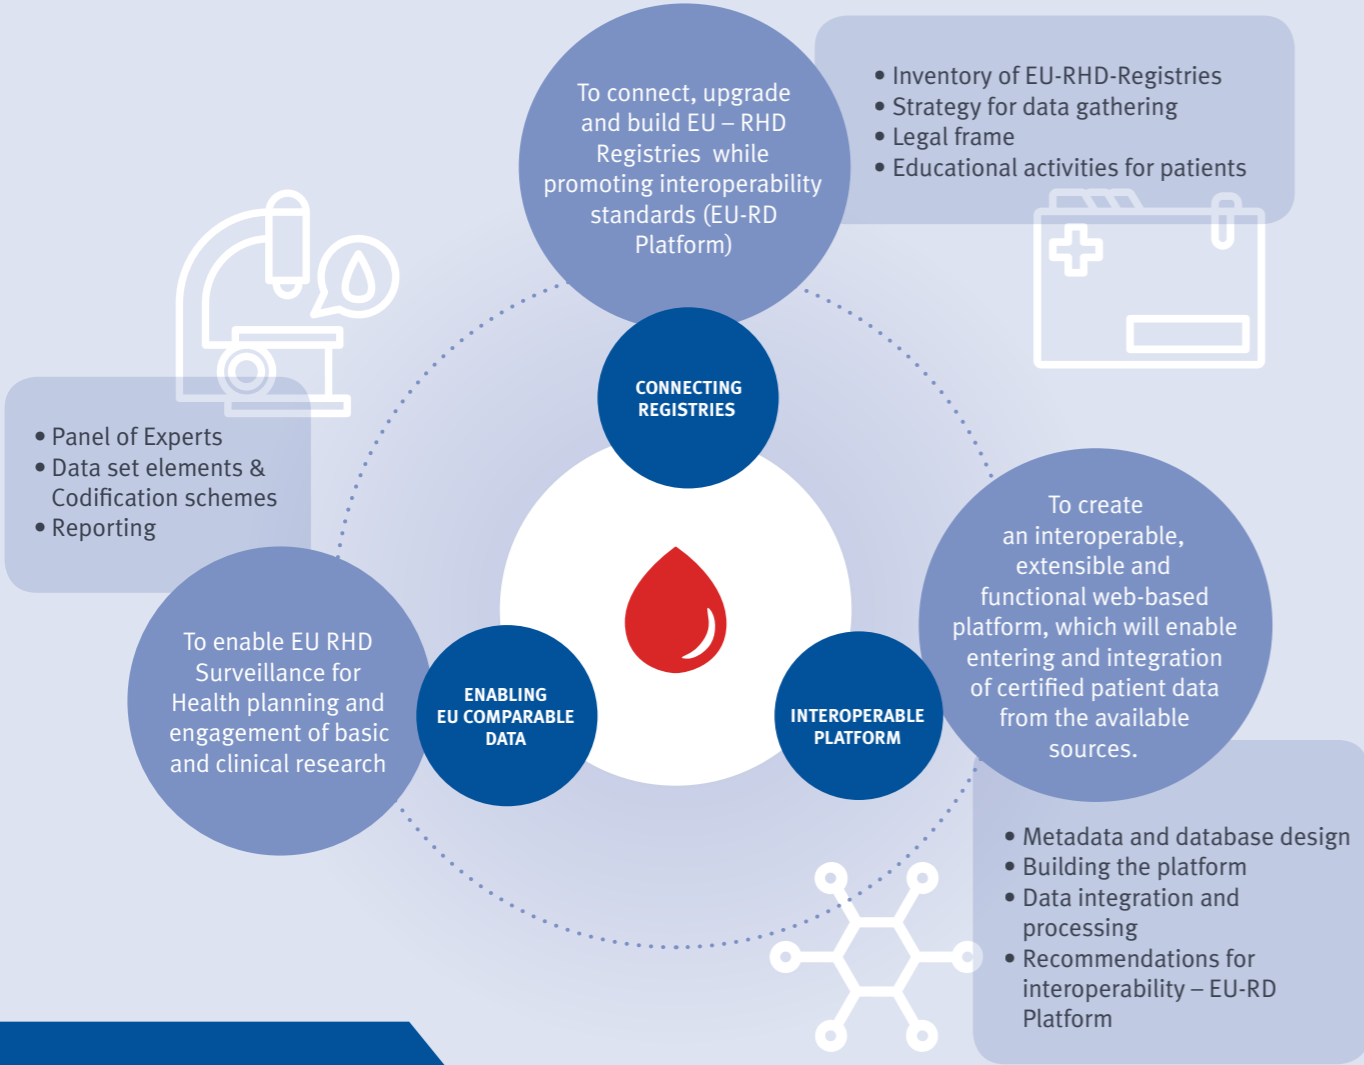 To connect, upgrade
and build EU – RHD
Registries while
promoting interoperability
standards (EU-RD
Platform)
• Inventory of EU-RHD-Registries
• Strategy for data gathering
• Legal frame
• Educational activities for patients
CONNECTING
REGISTRIES
• Panel of Experts
• Data set elements &
Codification schemes
• Reporting
To enable EU RHD
Surveillance for
Health planning and
engagement of basic
and clinical research
ENABLING
EU COMPARABLE
DATA
INTEROPERABLE
PLATFORM
To create
an interoperable,
extensible and
functional web-based
platform, which will enable
entering and integration
of certified patient data
from the available
sources.
• Metadata and database design
• Building the platform
• Data integration and
processing
• Recommendations for
interoperability – EU-RD
Platform